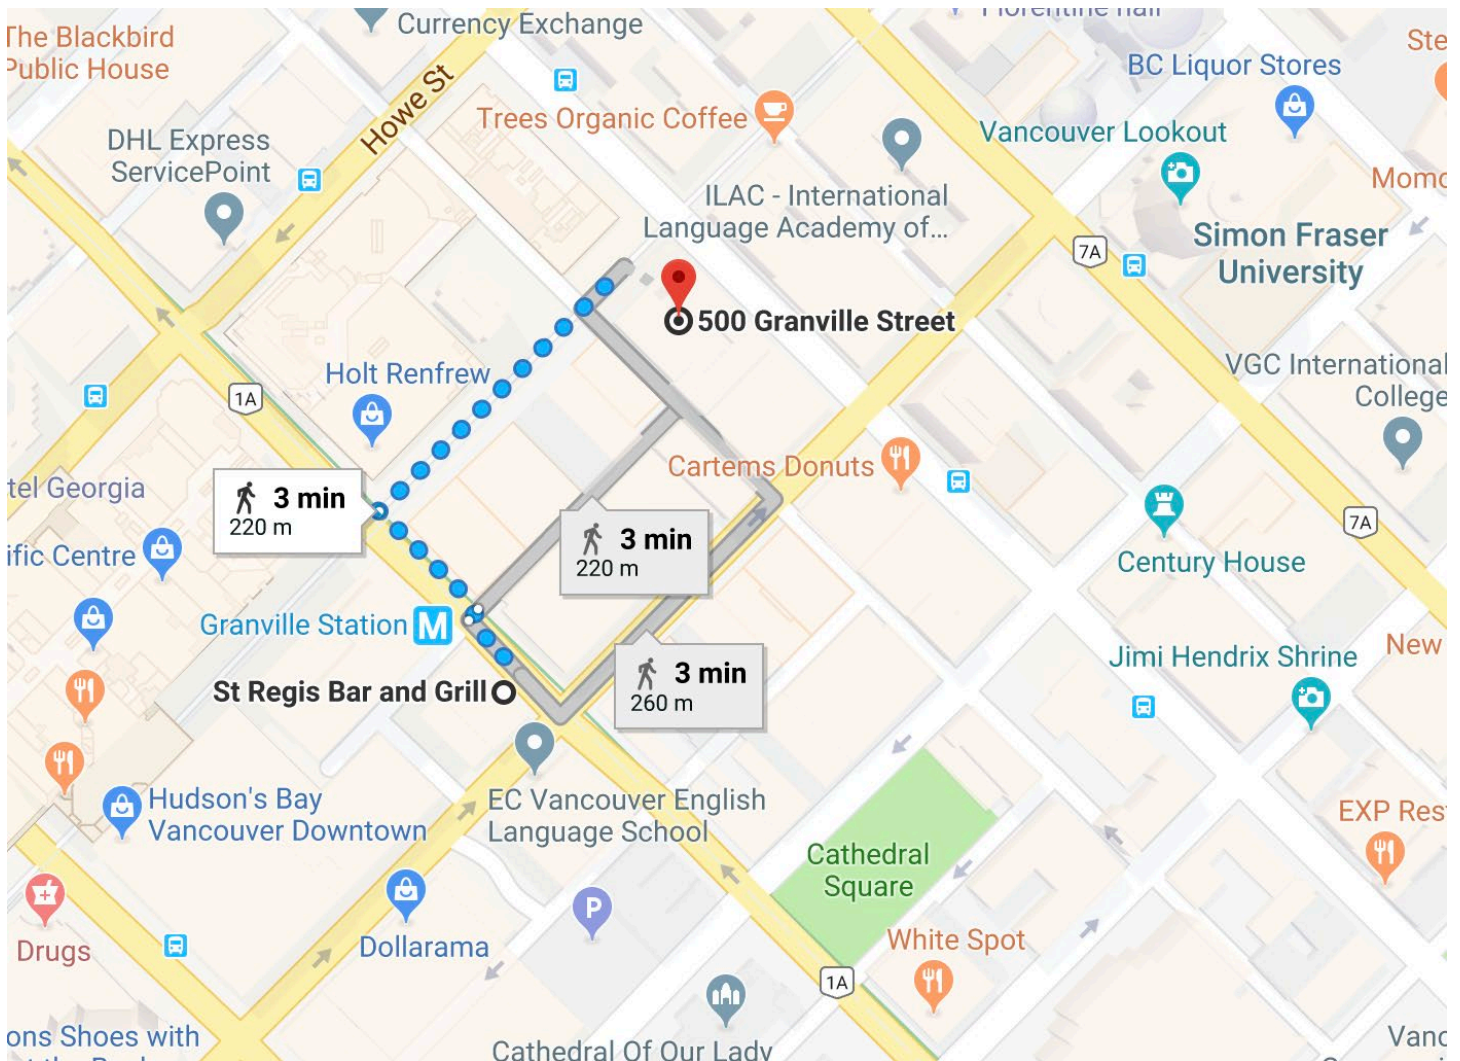 Florentine hall
Currency Exchange
The Blackbird
Public House
Ste
BC Liquor Stores
Howe St
Trees Organic Coffee
Vancouver Lookout
DHL Express
ServicePoint
Momo
ILAC - International
Language Academy of...
Simon Fraser
University
7A
500 Granville Street
Holt Renfrew
VGC International
College
1A
Cartems Donuts
tel Georgia
3 min
220 m
7A
3 min
220 m
ific Centre
Century House
Granville Station
M
New
Jimi Hendrix Shrine
3 min
260 m
St Regis Bar and Grill
Hudson's Bay
Vancouver Downtown
EC Vancouver English
Language School
EXP Res
Cathedral
Square
P
Drugs
Dollarama
White Spot
1A
ons Shoes with
Vanc
Cathedral Of Our Lady